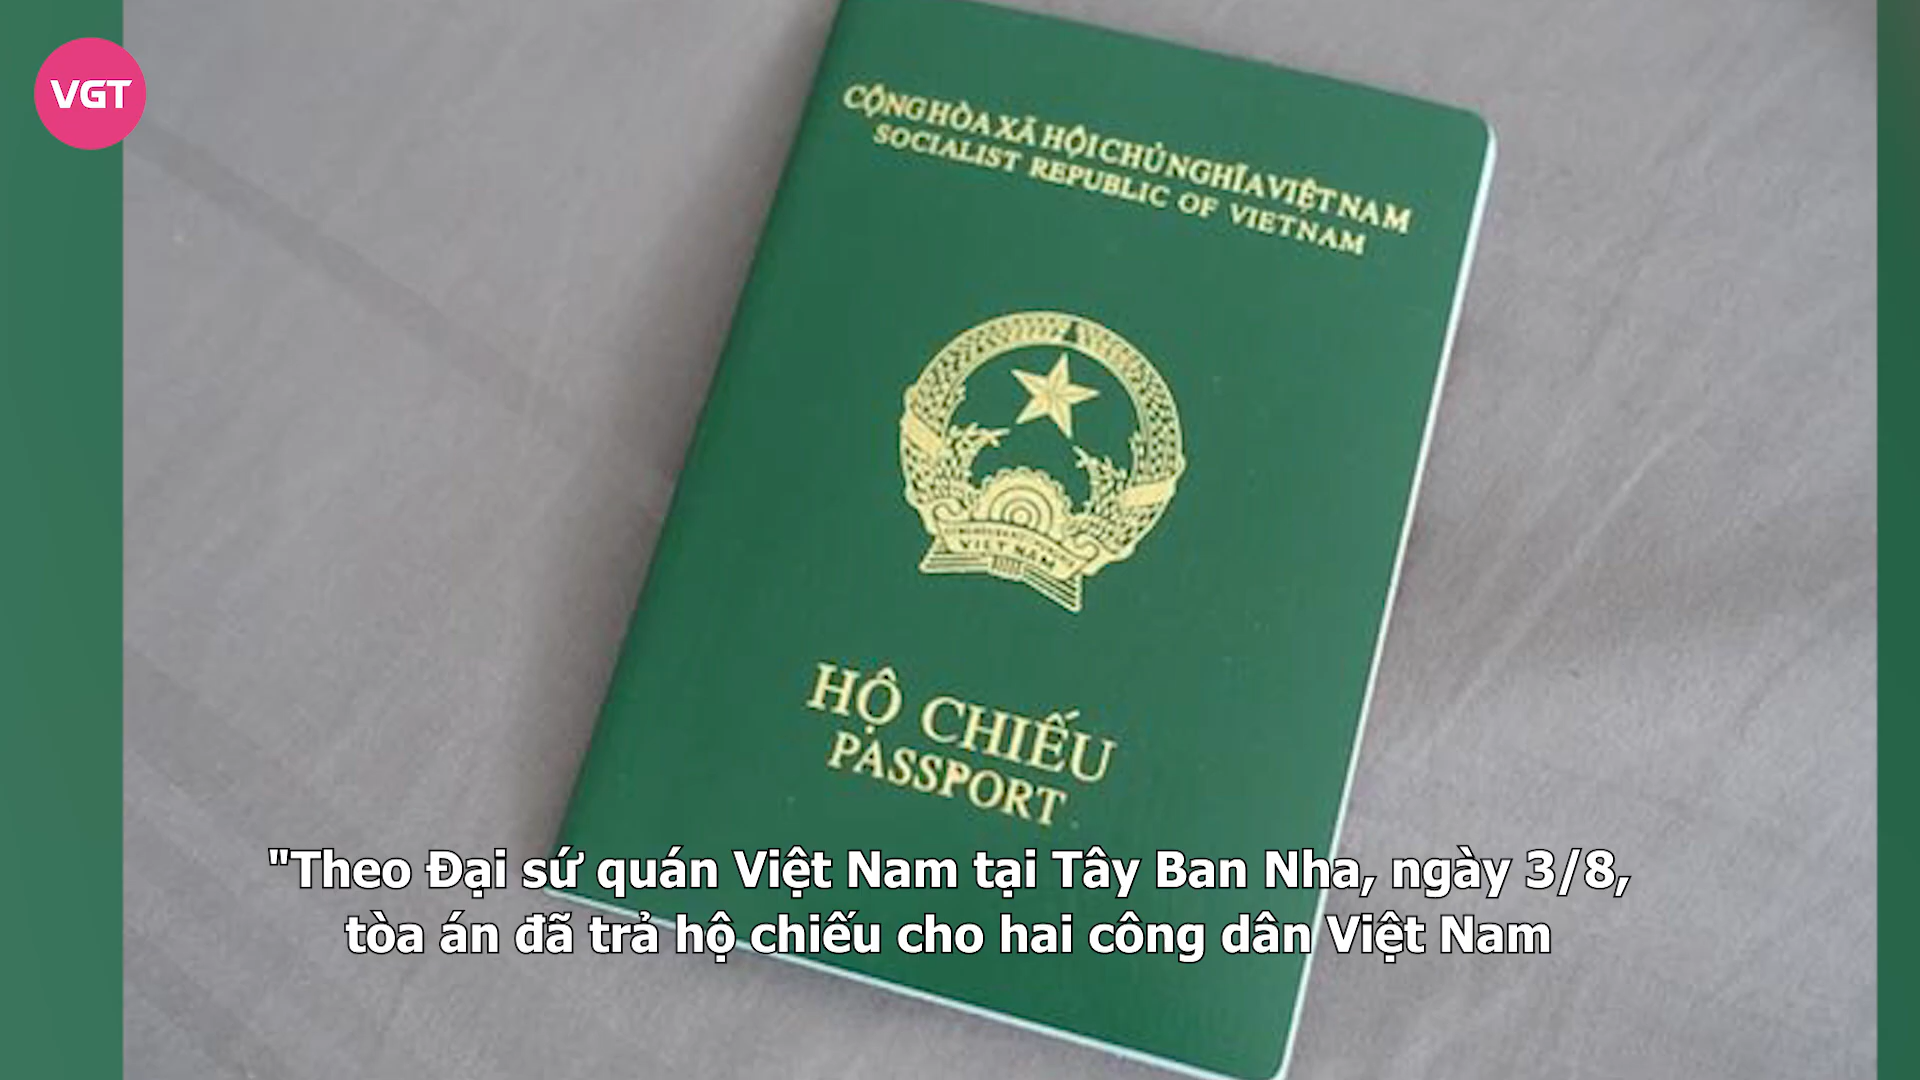 VGT
CỘNG HÒA XÃ HỘI CHỦ NGHĨA VIỆT NAM
SOCIALIST REPUBLIC OF VIETNAM
VIỆT NAM
HỘ CHIẾU
PASSPORT
"Theo Đại sứ quán Việt Nam tại Tây Ban Nha, ngày 3/8,
tòa án đã trả hộ chiếu cho hai công dân Việt Nam